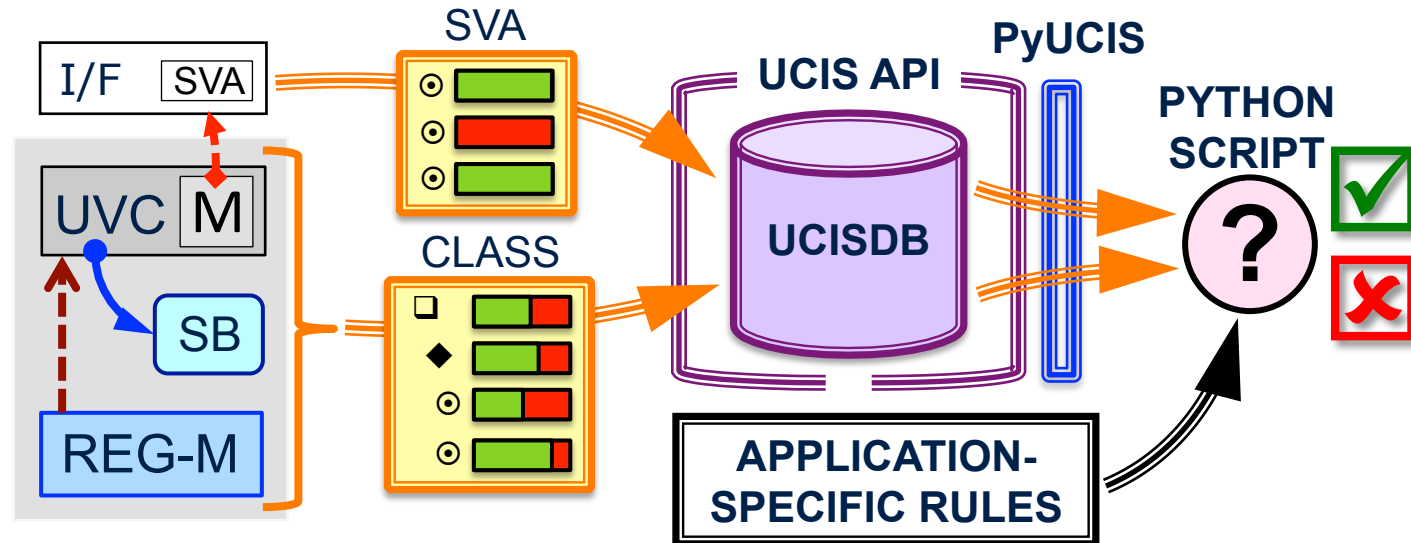 I/F
SVA
SVA
UVC
M
SB
REG-M
CLASS
UCIS API
UCISDB
PyUCIS
PYTHON
SCRIPT
?
APPLICATION-
SPECIFIC RULES